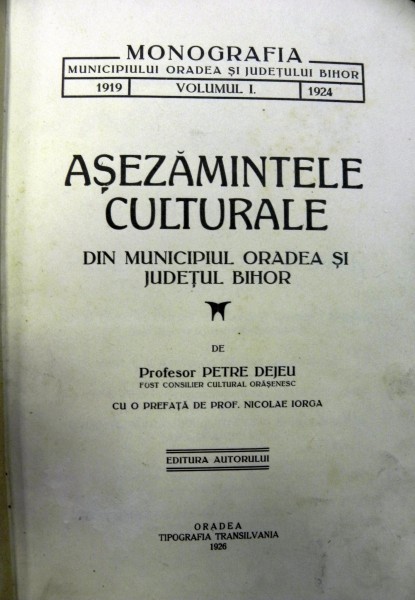 MONOGRAFIA
MUNICIPIULUI ORADEA ȘI JUDEȚULUI BIHOR
1919 VOLUMUL I. 1924
AȘEZĂMINTELE
CULTURALE
DIN MUNICIPIUL ORADEA ȘI
JUDEȚUL BIHOR
DE
Profesor PETRE DEJEU
FOST CONSILIER CULTURAL ORĂȘENESC
CU O PREFAȚĂ DE PROF. NICOLAE IORGA
EDITURA AUTORULUI
ORADEA
TIPOGRAFIA TRANSILVANIA
1926